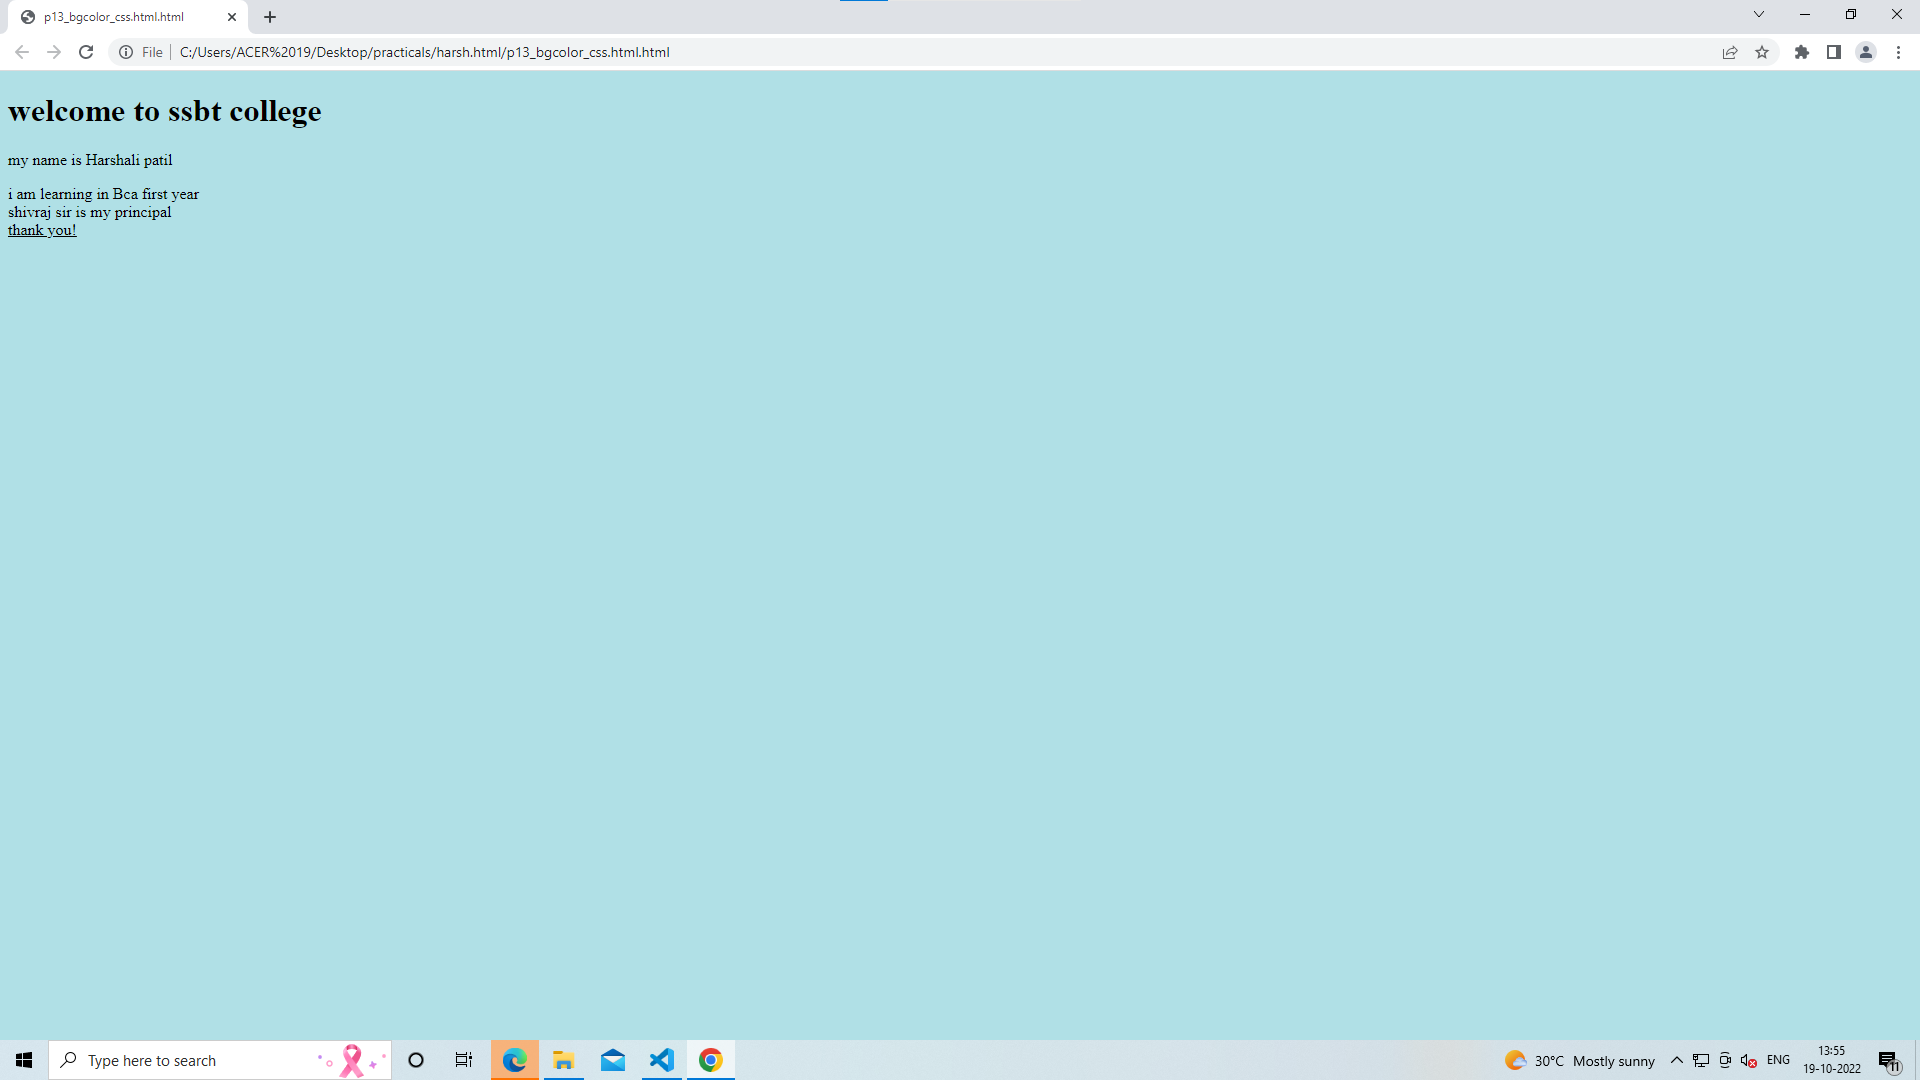 p13_bgcolor_css.html.html
File
C:/Users/ACER%2019/Desktop/practicals/harsh.html/p13_bgcolor_css.html.html
welcome to ssbt college
my name is Harshali patil
i am learning in Bca first year
shivraj sir is my principal
thank you!
Type here to search
30°C Mostly sunny
ENG
13:55
19-10-2022
11